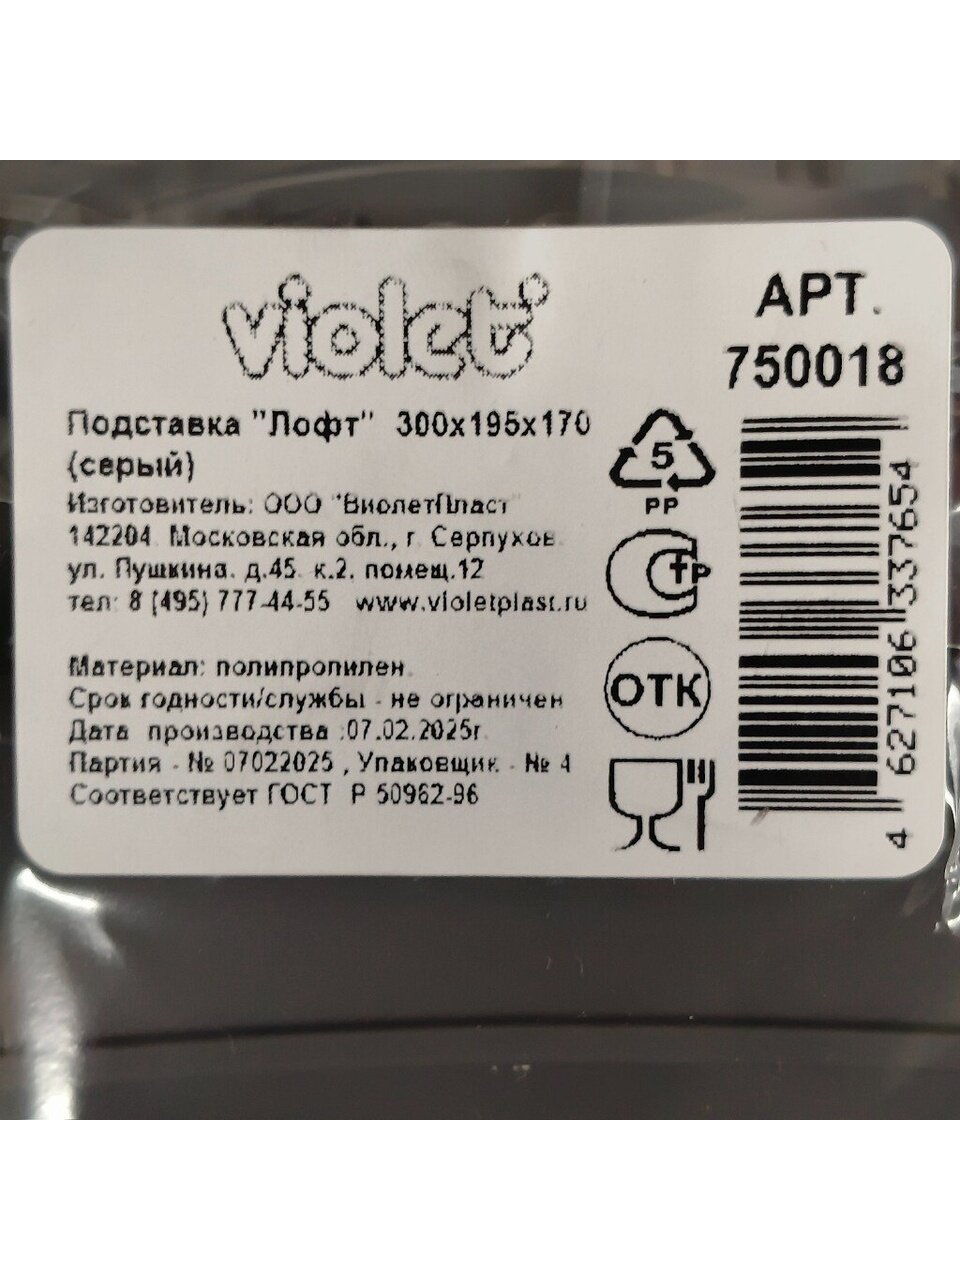 violet
АРТ.
750018
Подставка "Лофт" 300х195х170
(серый)
Изготовитель: ООО "ВиолетПласт"
142204 Московская обл., г Серпухов
ул. Пушкина. д.45. к.2. помещ.12
тел: 8 (495) 777-44-55 www.violetplast.ru
Материал: полипропилен
Срок годности/службы - не ограничен
Дата производства :07.02.2025г
Партия - № 07022025 , Упаковщик - № 4
Соответствует ГОСТ Р 50962-96
5
PP
ОТК
4 627106 337654